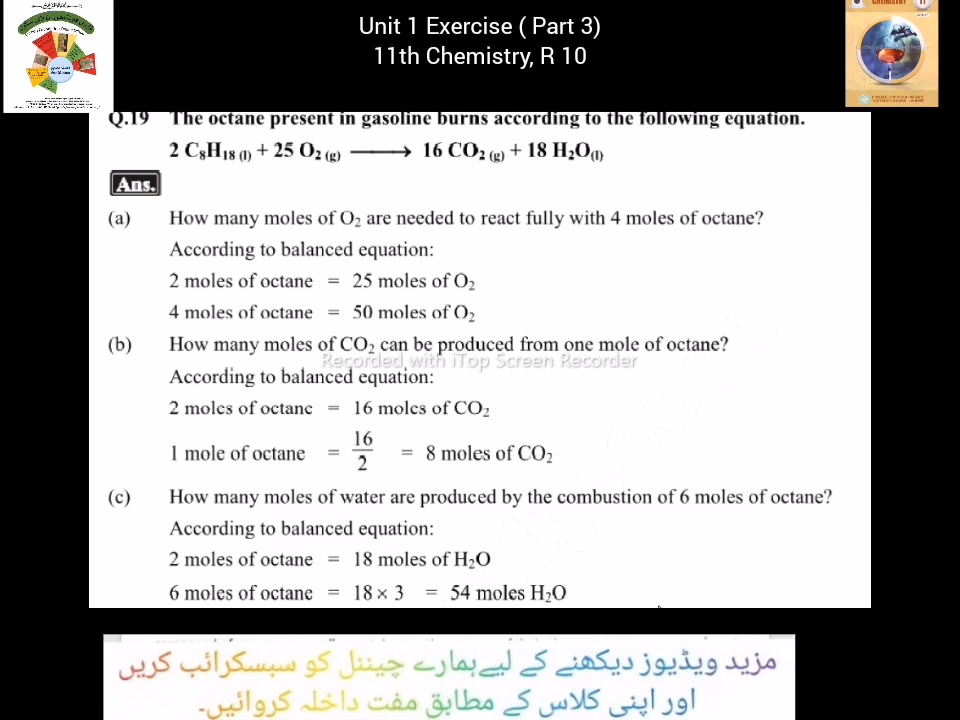 Unit 1 Exercise ( Part 3)
11th Chemistry, R 10
CHEMISTRY 11
Q.19 The octane present in gasoline burns according to the following equation.
2 C₈H₁₈ (l) + 25 O₂ (g) ⟶ 16 CO₂ (g) + 18 H₂O(l)
Ans.
(a) How many moles of O₂ are needed to react fully with 4 moles of octane?
According to balanced equation:
2 moles of octane = 25 moles of O₂
4 moles of octane = 50 moles of O₂
(b) How many moles of CO₂ can be produced from one mole of octane?
Recorded with iTop Screen Recorder
According to balanced equation:
2 moles of octane = 16 moles of CO₂
1 mole of octane = 16/2 = 8 moles of CO₂
(c) How many moles of water are produced by the combustion of 6 moles of octane?
According to balanced equation:
2 moles of octane = 18 moles of H₂O
6 moles of octane = 18 × 3 = 54 moles H₂O
مزید ویڈیوز دیکھنے کے لیے ہمارے چیننل کو سبسکرائب کریں
اور اپنی کلاس کے مطابق مفت داخلہ کروائیں۔